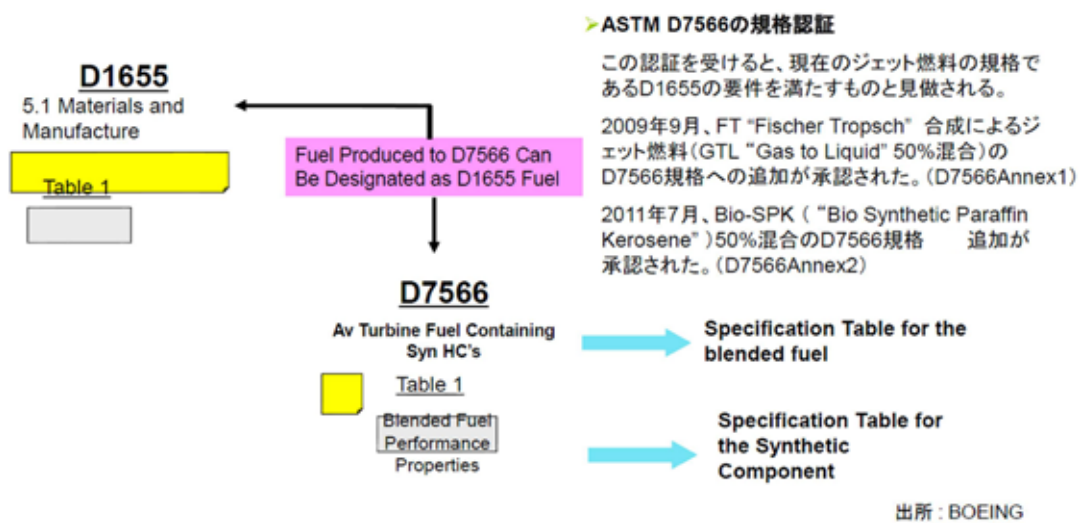 D1655
5.1 Materials and
Manufacture
Table 1
Fuel Produced to D7566 Can
Be Designated as D1655 Fuel
D7566
Av Turbine Fuel Containing
Syn HC's
Table 1
Blended Fuel
Performance
Properties
➢ASTM D7566の規格認証
この認証を受けると、現在のジェット燃料の規格で
あるD1655の要件を満たすものと見做される。
2009年9月、FT “Fischer Tropsch” 合成によるジ
ェット燃料(GTL “Gas to Liquid” 50%混合)の
D7566規格への追加が承認された。(D7566Annex1)
2011年7月、Bio-SPK ( “Bio Synthetic Paraffin
Kerosene” )50%混合のD7566規格 追加が
承認された。(D7566Annex2)
Specification Table for the
blended fuel
Specification Table for
the Synthetic
Component
出所 : BOEING